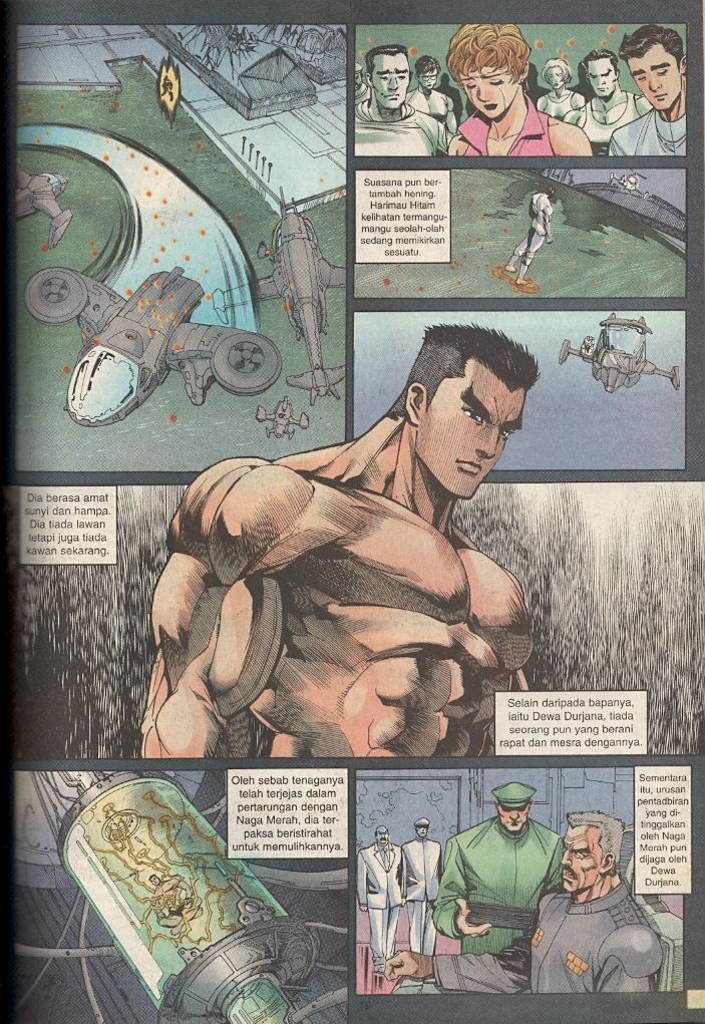 Suasana pun ber-
tambah hening.
Harimau Hitam
kelihatan termangu-
mangu seolah-olah
sedang memikirkan
sesuatu.
Dia berasa amat
sunyi dan hampa.
Dia tiada lawan
tetapi juga tiada
kawan sekarang.
Selain daripada bapanya,
iaitu Dewa Durjana, tiada
seorang pun yang berani
rapat dan mesra dengannya.
Oleh sebab tenaganya
telah terjejas dalam
pertarungan dengan
Naga Merah, dia ter-
paksa beristirahat
untuk memulihkannya.
Sementara
itu, urusan
pentadbiran
yang di-
tinggalkan
oleh Naga
Merah pun
dijaga oleh
Dewa
Durjana.